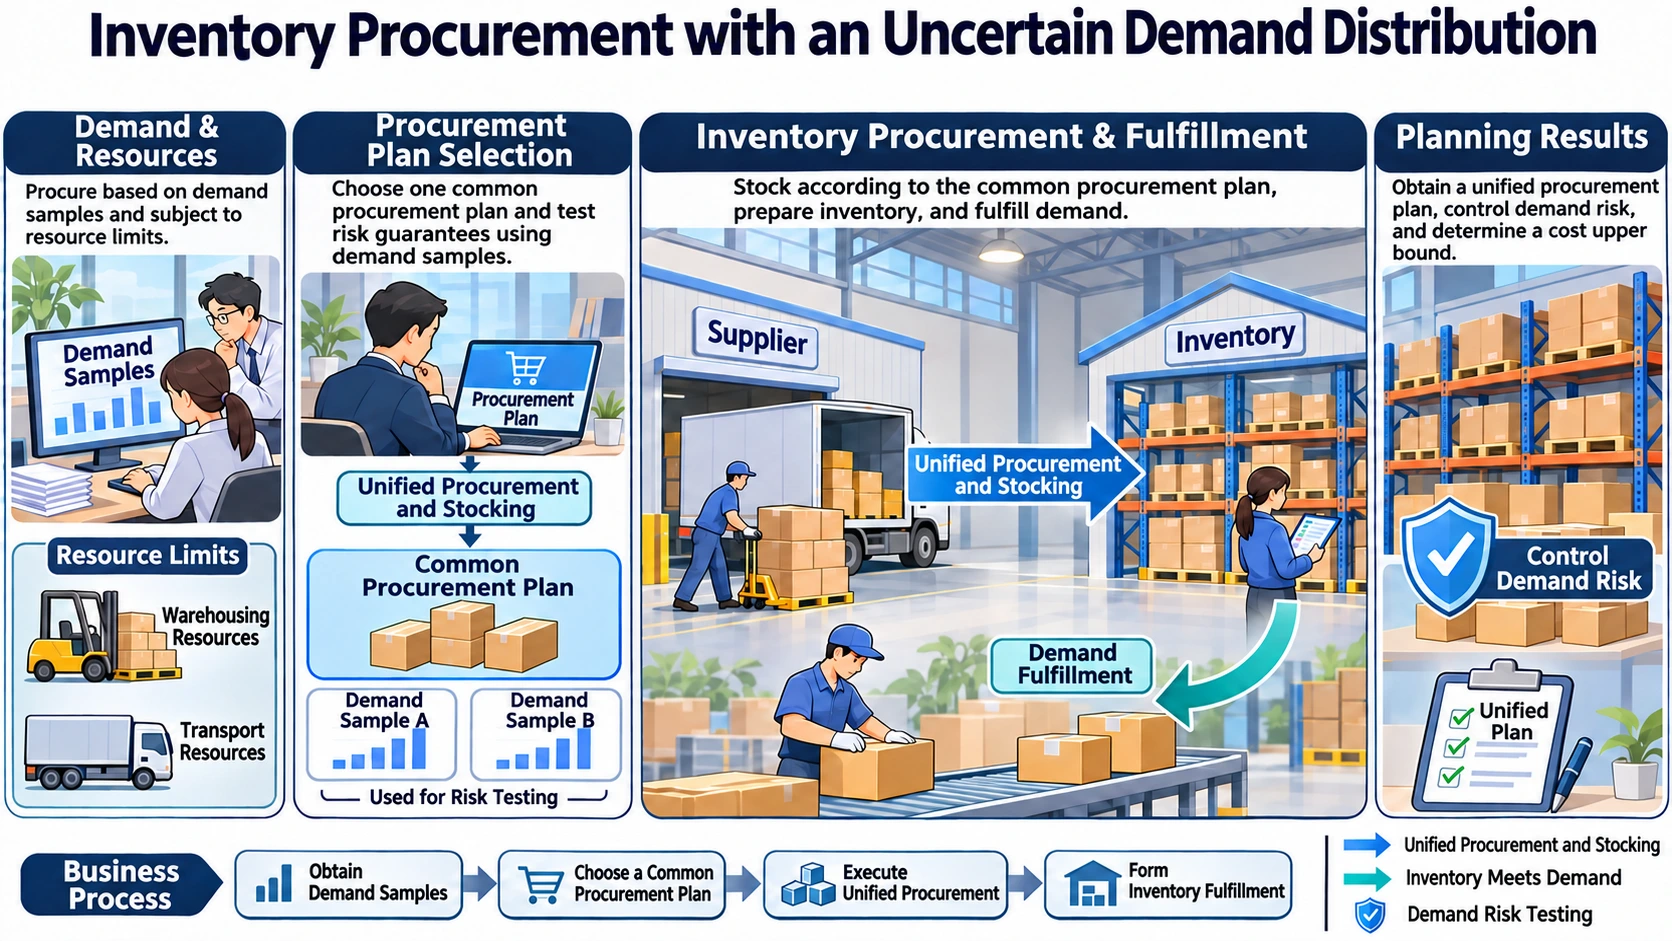 Inventory Procurement with an Uncertain Demand Distribution
Demand &
Resources
Procure based on demand
samples and subject to
resource limits.
Demand
Samples
Resource Limits
Warehousing
Resources
Transport
Resources
Procurement
Plan Selection
Choose one common
procurement plan and test
risk guarantees using
demand samples.
Procurement
Plan
Unified Procurement
and Stocking
Common
Procurement Plan
Demand
Sample A
Demand
Sample B
Used for Risk Testing
Inventory Procurement & Fulfillment
Stock according to the common procurement plan,
prepare inventory, and fulfill demand.
Supplier
Inventory
Unified Procurement
and Stocking
Demand
Fulfillment
Planning Results
Obtain a unified procurement
plan, control demand risk,
and determine a cost upper
bound.
Control
Demand Risk
Unified
Plan
Business
Process
Obtain
Demand Samples
Choose a Common
Procurement Plan
Execute
Unified Procurement
Form
Inventory Fulfillment
Unified Procurement and Stocking
Inventory Meets Demand
Demand Risk Testing